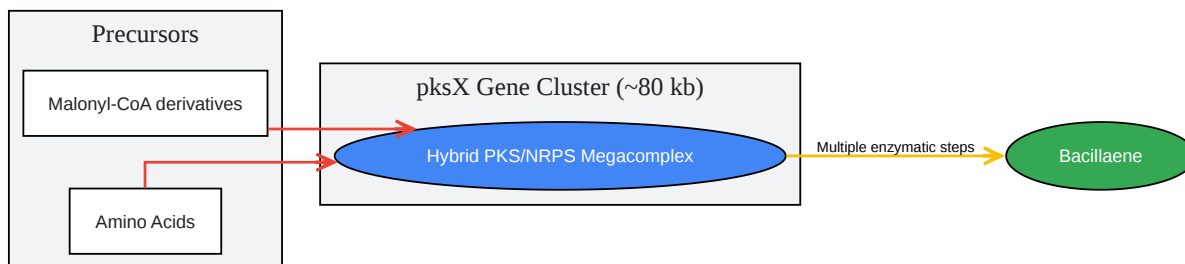 Precursors
Malonyl-CoA derivatives
Amino Acids
pksX Gene Cluster (~80 kb)
Hybrid PKS/NRPS Megacomplex
Multiple enzymatic steps
Bacillaene